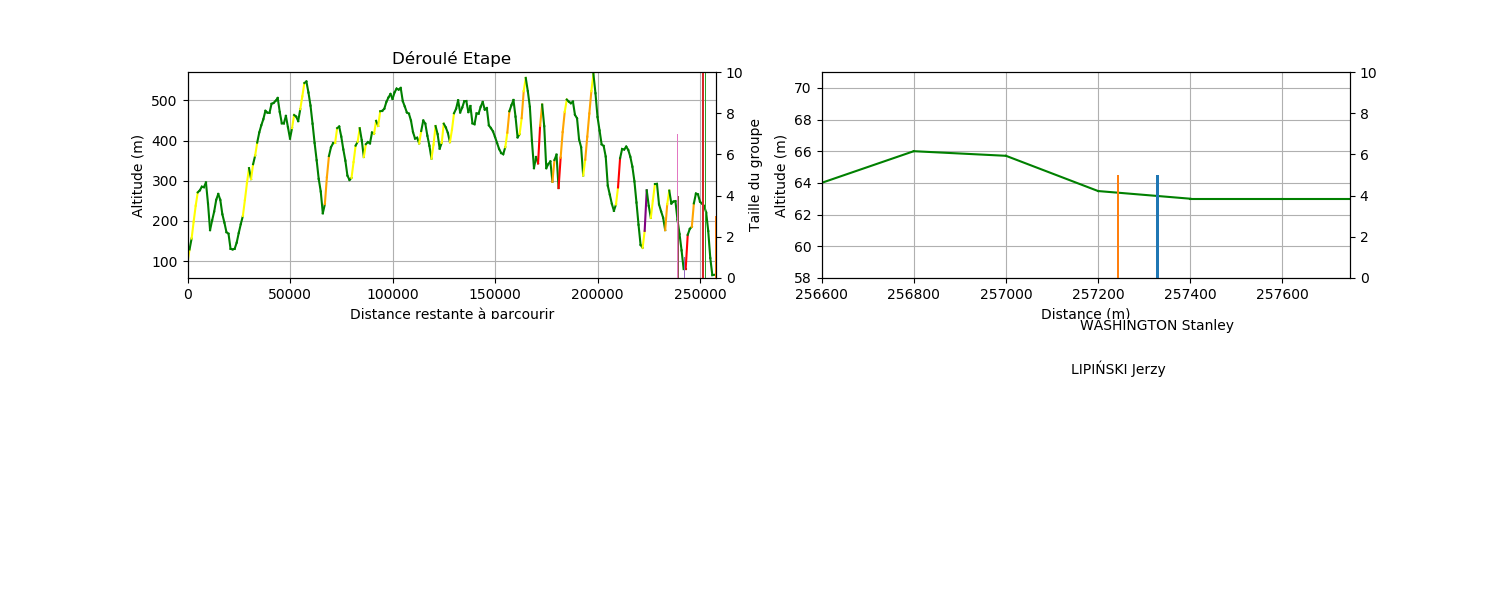 Déroulé Etape
Altitude (m)
500
400
300
200
100
10
8
6
4
2
0
Taille du groupe
0 50000 100000 150000 200000 250000
Distance restante à parcourir
Altitude (m)
70
68
66
64
62
60
58
10
8
6
4
2
0
256600 256800 257000 257200 257400 257600
Distance (m)
WASHINGTON Stanley
LIPIŃSKI Jerzy